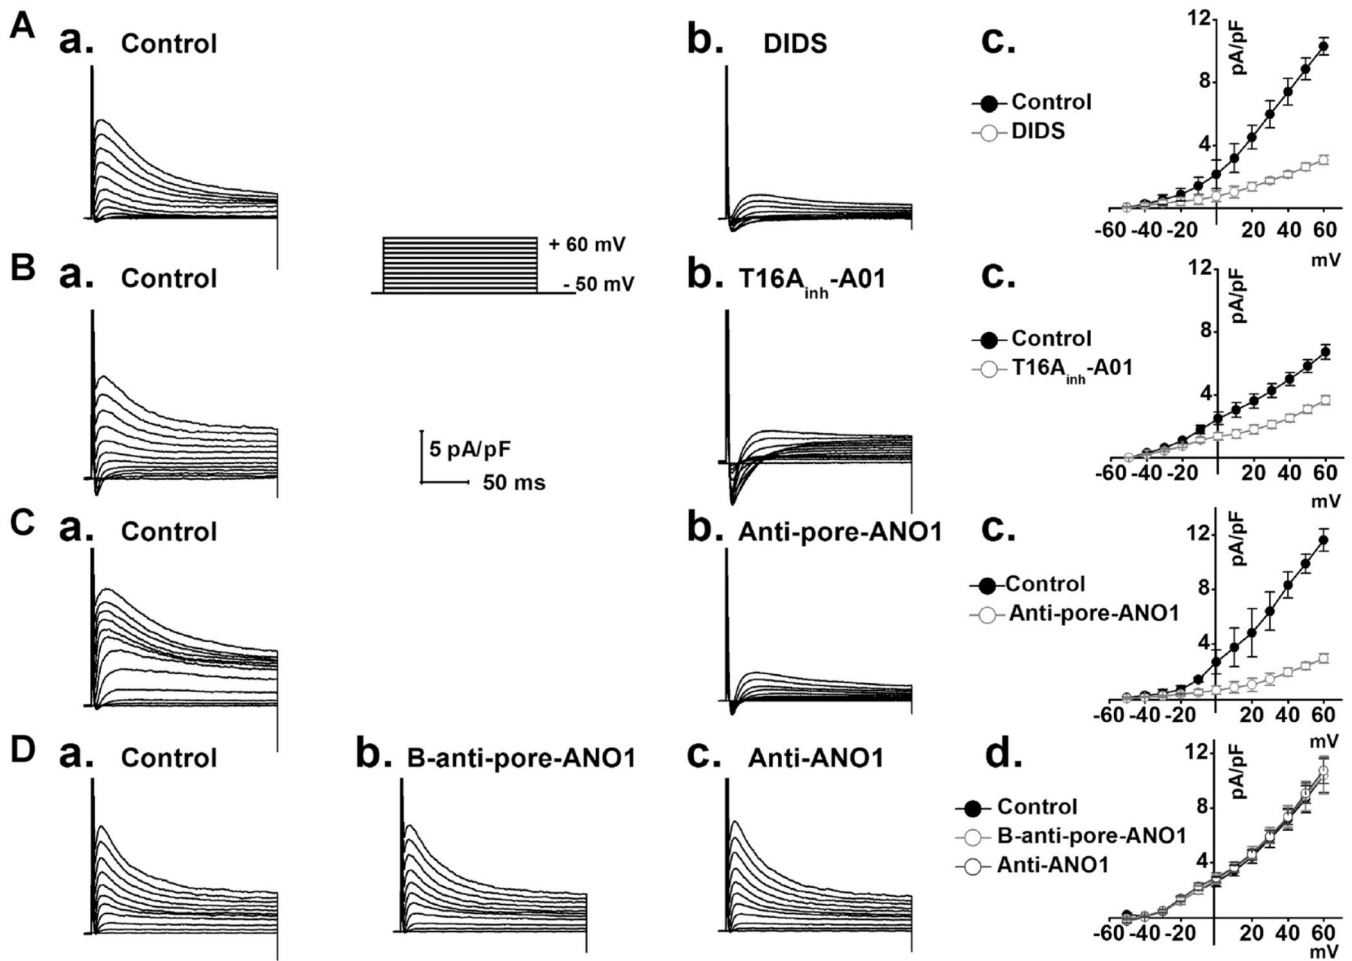 A
a. Control
b. DIDS
c.
12
8
4
pA/pF
Control
DIDS
-60 -40 -20 20 40 60
mV
+ 60 mV
- 50 mV
B
a. Control
b. T16Ainh-A01
c.
12
8
4
pA/pF
Control
T16Ainh-A01
-60 -40 -20 20 40 60
mV
5 pA/pF
50 ms
C
a. Control
b. Anti-pore-ANO1
c.
12
8
4
pA/pF
Control
Anti-pore-ANO1
-60 -40 -20 20 40 60
mV
D
a. Control
b. B-anti-pore-ANO1
c. Anti-ANO1
d.
12
8
4
pA/pF
Control
B-anti-pore-ANO1
Anti-ANO1
-60 -40 -20 20 40 60
mV